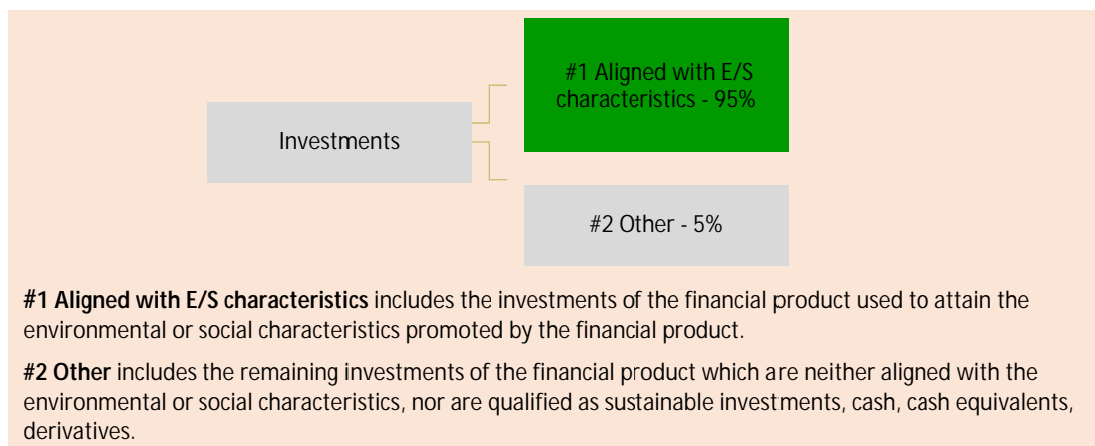 #1 Aligned with E/S
characteristics - 95%
Investments
#2 Other - 5%
#1 Aligned with E/S characteristics includes the investments of the financial product used to attain the
environmental or social characteristics promoted by the financial product.
#2 Other includes the remaining investments of the financial product which are neither aligned with the
environmental or social characteristics, nor are qualified as sustainable investments, cash, cash equivalents,
derivatives.